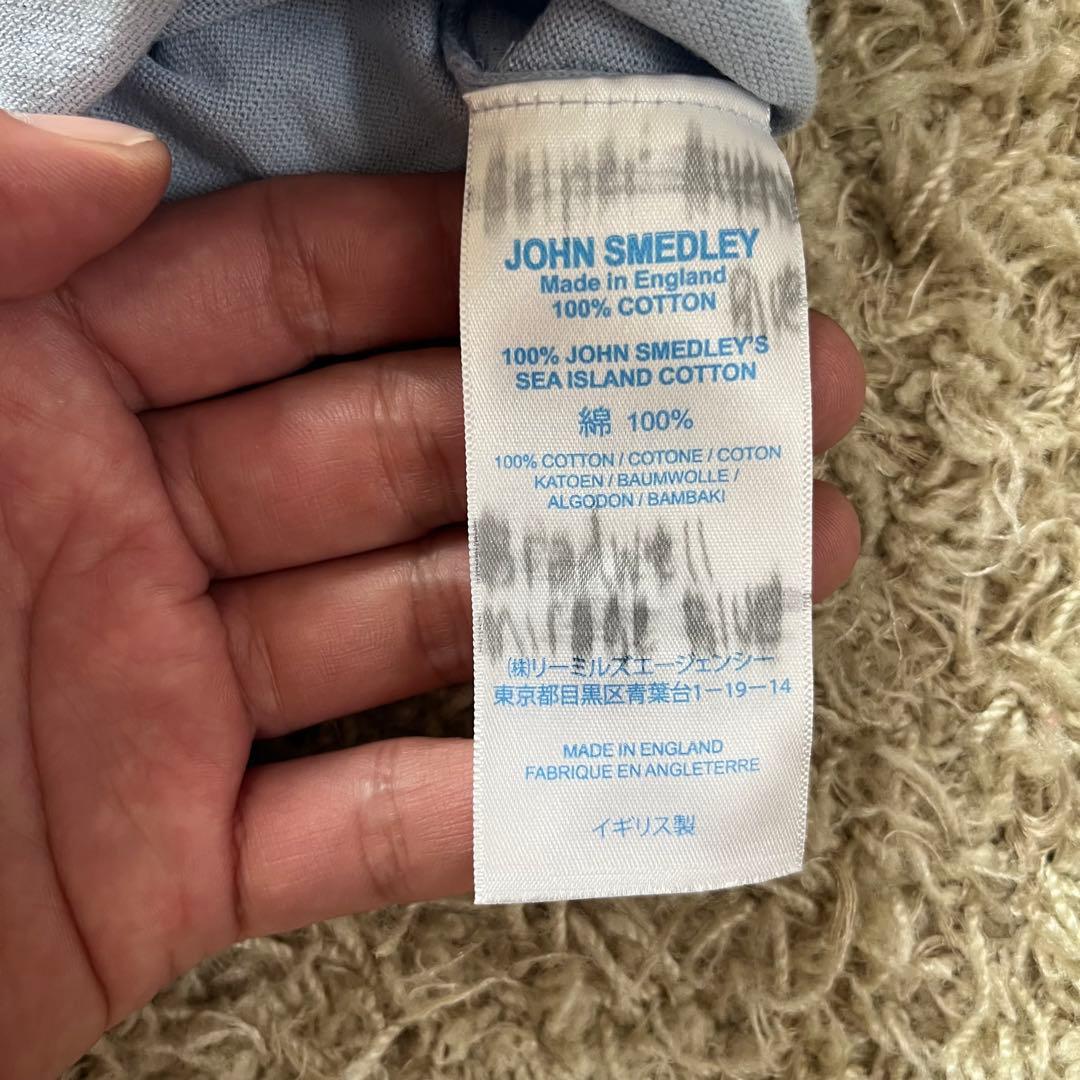 JOHN SMEDLEY
Made in England
100% COTTON
100% JOHN SMEDLEY'S
SEA ISLAND COTTON
綿 100%
100% COTTON / COTONE / COTON
KATOEN / BAUMWOLLE /
ALGODON / BAMBAKI
(株)リーミルズエージェンシー
東京都目黒区青葉台1-19-14
MADE IN ENGLAND
FABRIQUE EN ANGLETERRE
イギリス製